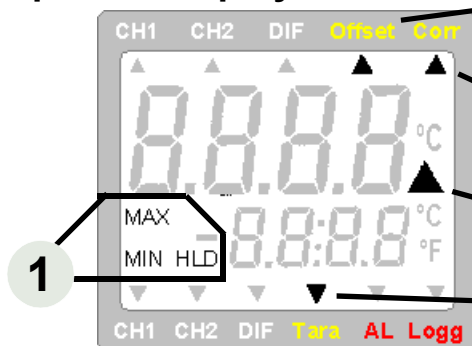 CH1 CH2 DIF Offset Corr
8.8.8.8
°C
MAX
-8.8:8.8 °C
MIN HLD °F
1
CH1 CH2 DIF Tara AL Logg